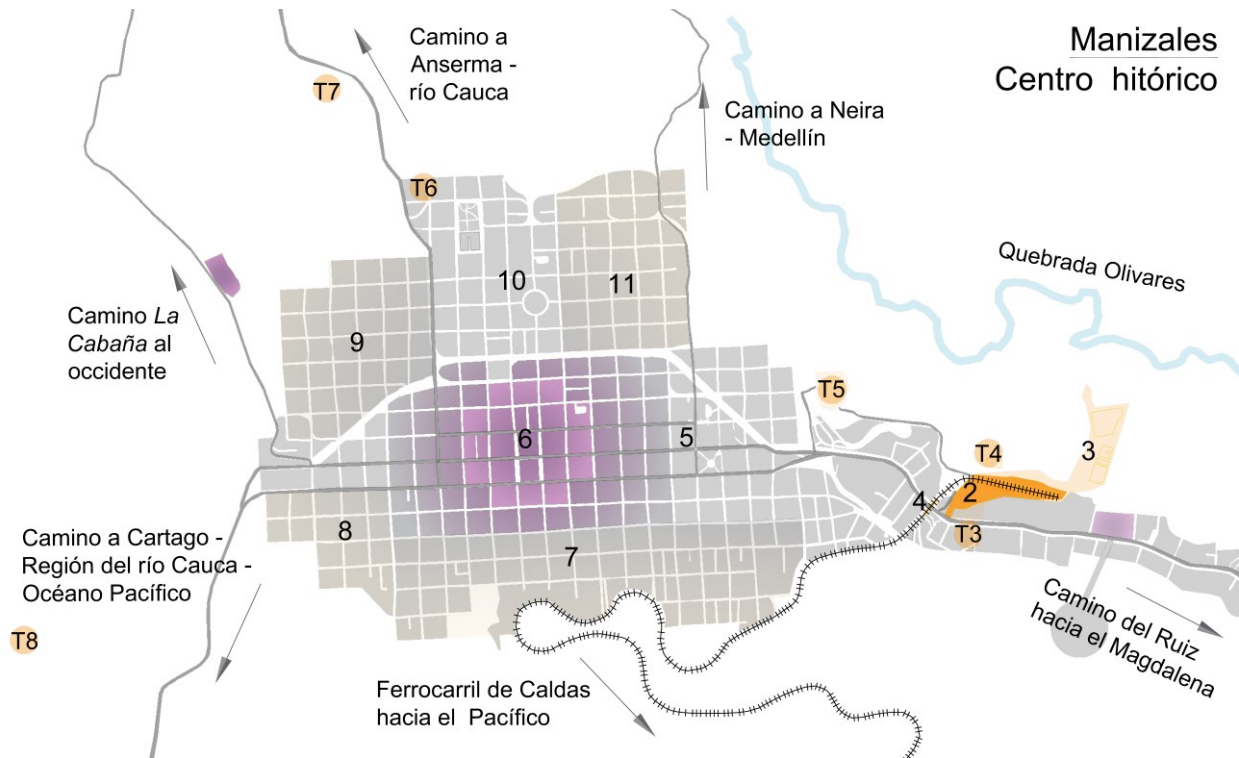 Manizales
Centro hitórico
Camino a
Anserma -
río Cauca
T7
Camino a Neira
- Medellín
T6
Quebrada Olivares
10
11
Camino La
Cabaña al
occidente
9
T5
6
5
3
T4
2
4
T3
8
7
Camino a Cartago -
Región del río Cauca -
Océano Pacífico
T8
Camino del Ruiz
hacia el Magdalena
Ferrocarril de Caldas
hacia el Pacífico